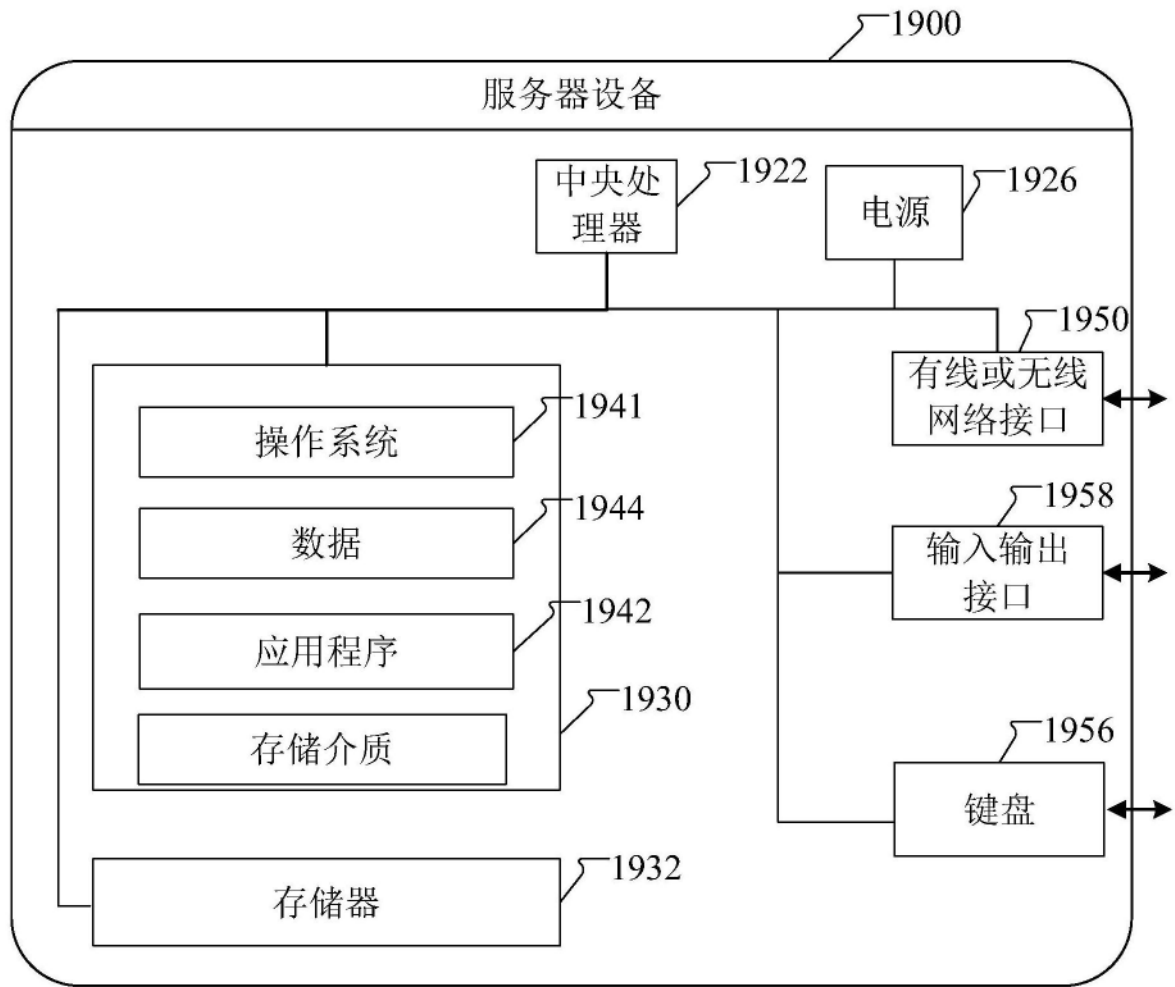 1900
服务器设备
中央处
理器
1922
电源
1926
1950
有线或无线
网络接口
操作系统
1941
数据
1944
1958
输入输出
接口
应用程序
1942
存储介质
1930
1956
键盘
存储器
1932